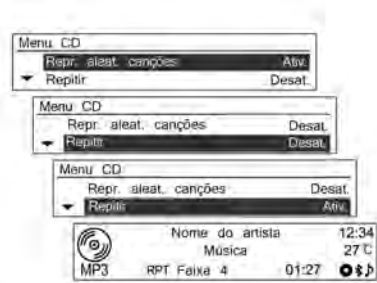 Menu CD
Repr. aleat. canções Ativ.
Repitir Desat.
Menu CD
Repr. aleat. canções Desat.
Repitir Desat.
Menu CD
Repr. aleat. canções Desat.
Repitir Ativ.
Nome do artista 12:34
Música 27°C
MP3 RPT Faixa 4 01:27